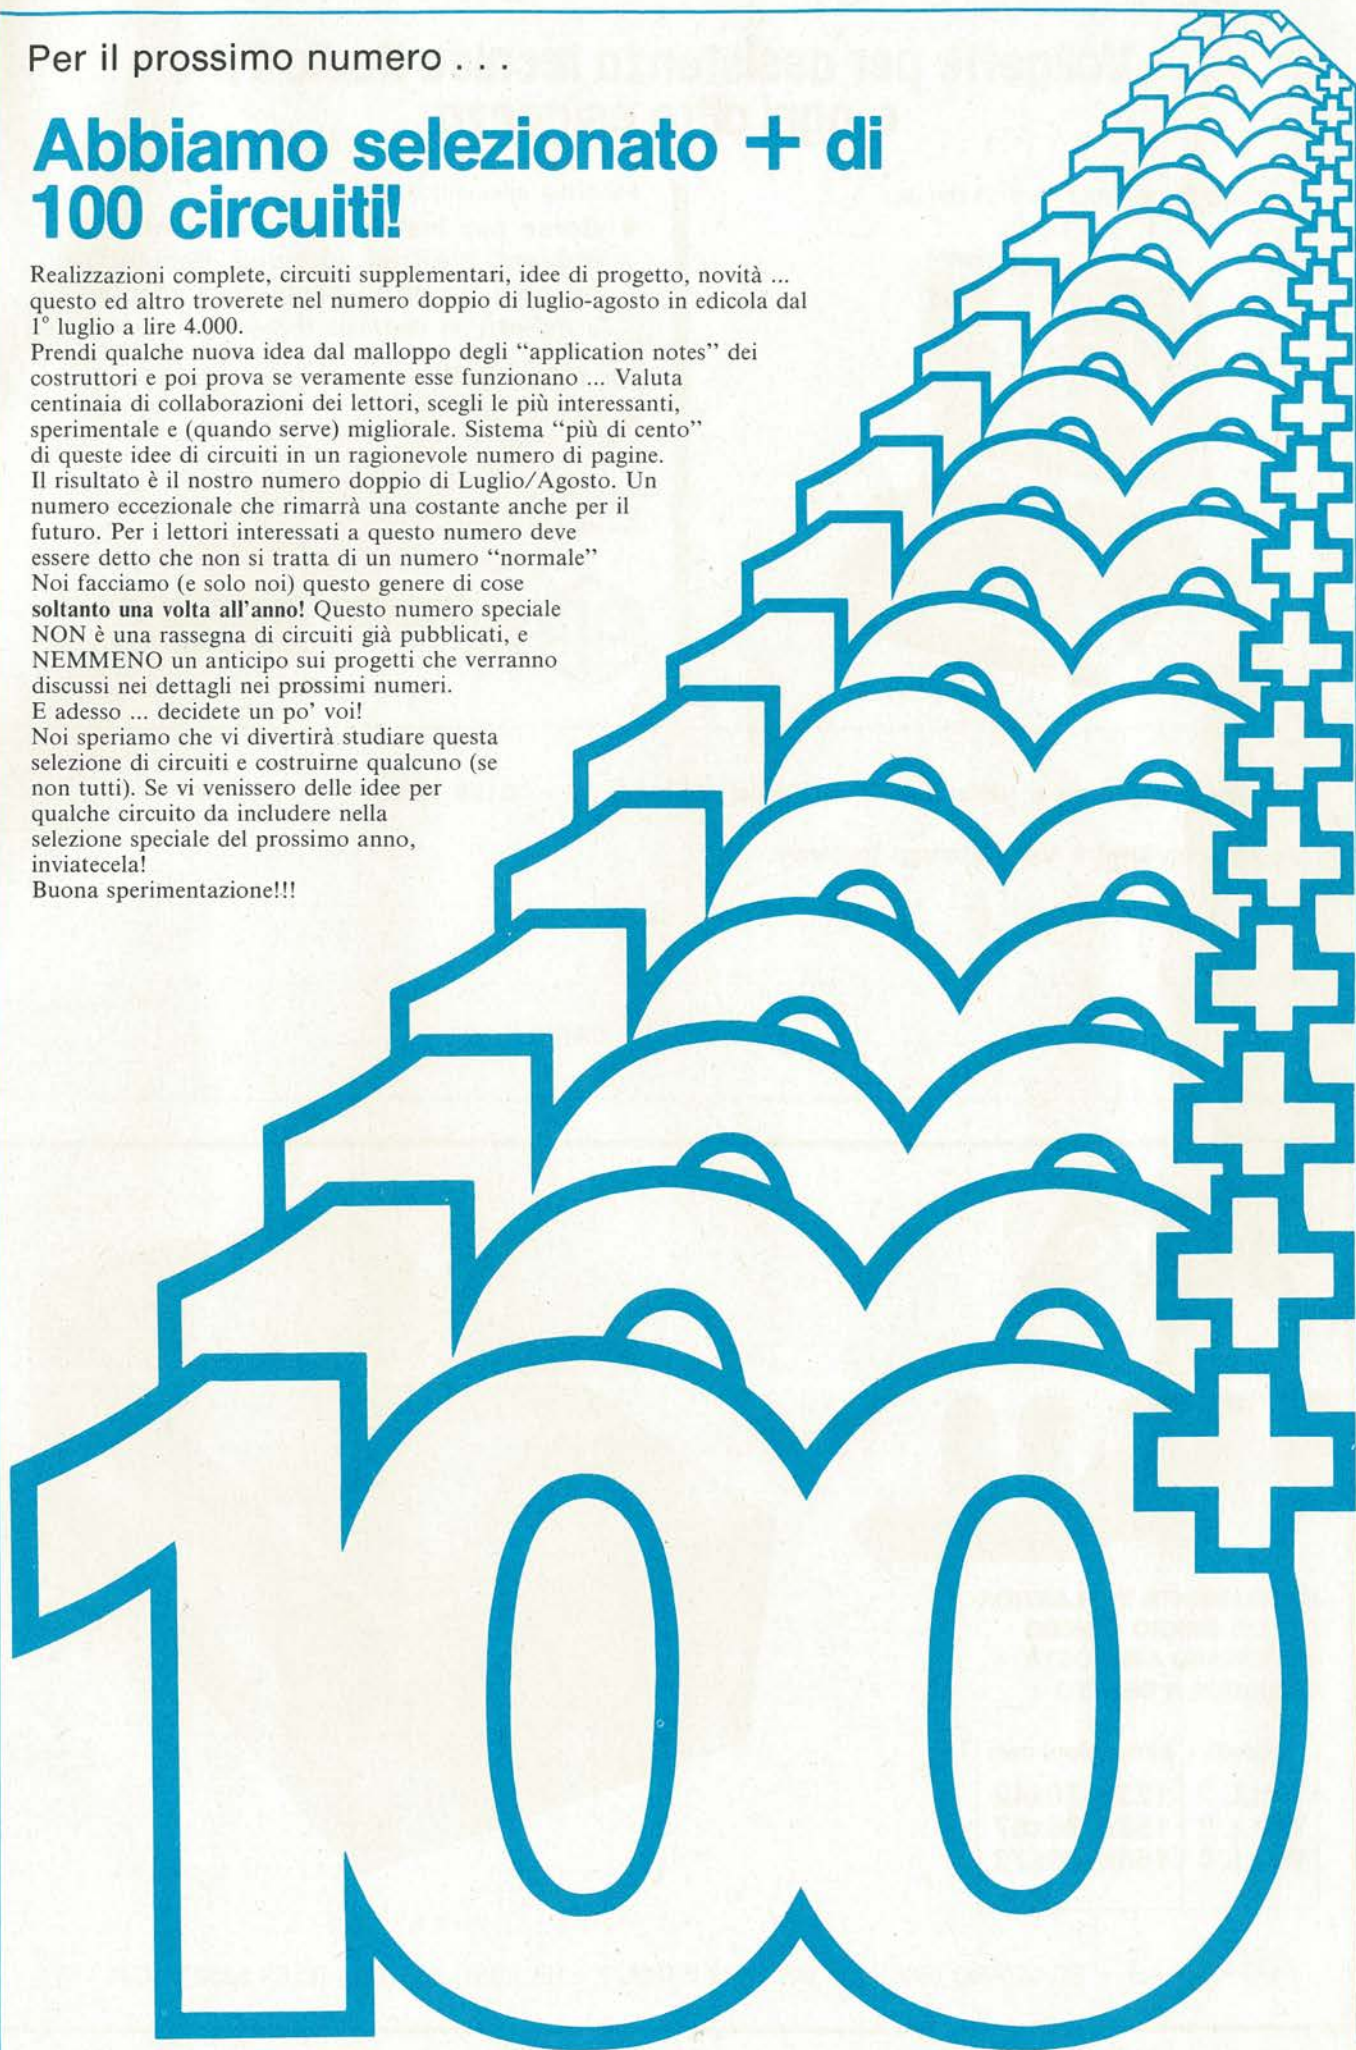 Per il prossimo numero . . .
Abbiamo selezionato + di
100 circuiti!
Realizzazioni complete, circuiti supplementari, idee di progetto, novità ...
questo ed altro troverete nel numero doppio di luglio-agosto in edicola dal
1° luglio a lire 4.000.
Prendi qualche nuova idea dal malloppo degli “application notes” dei
costruttori e poi prova se veramente esse funzionano ... Valuta
centinaia di collaborazioni dei lettori, scegli le più interessanti,
sperimentale e (quando serve) migliorale. Sistema “più di cento”
di queste idee di circuiti in un ragionevole numero di pagine.
Il risultato è il nostro numero doppio di Luglio/Agosto. Un
numero eccezionale che rimarrà una costante anche per il
futuro. Per i lettori interessati a questo numero deve
essere detto che non si tratta di un numero “normale”
Noi facciamo (e solo noi) questo genere di cose
soltanto una volta all'anno! Questo numero speciale
NON è una rassegna di circuiti già pubblicati, e
NEMMENO un anticipo sui progetti che verranno
discussi nei dettagli nei prossimi numeri.
E adesso ... decidete un po' voi!
Noi speriamo che vi divertirà studiare questa
selezione di circuiti e costruirne qualcuno (se
non tutti). Se vi venissero delle idee per
qualche circuito da includere nella
selezione speciale del prossimo anno,
inviatecela!
Buona sperimentazione!!!
100+